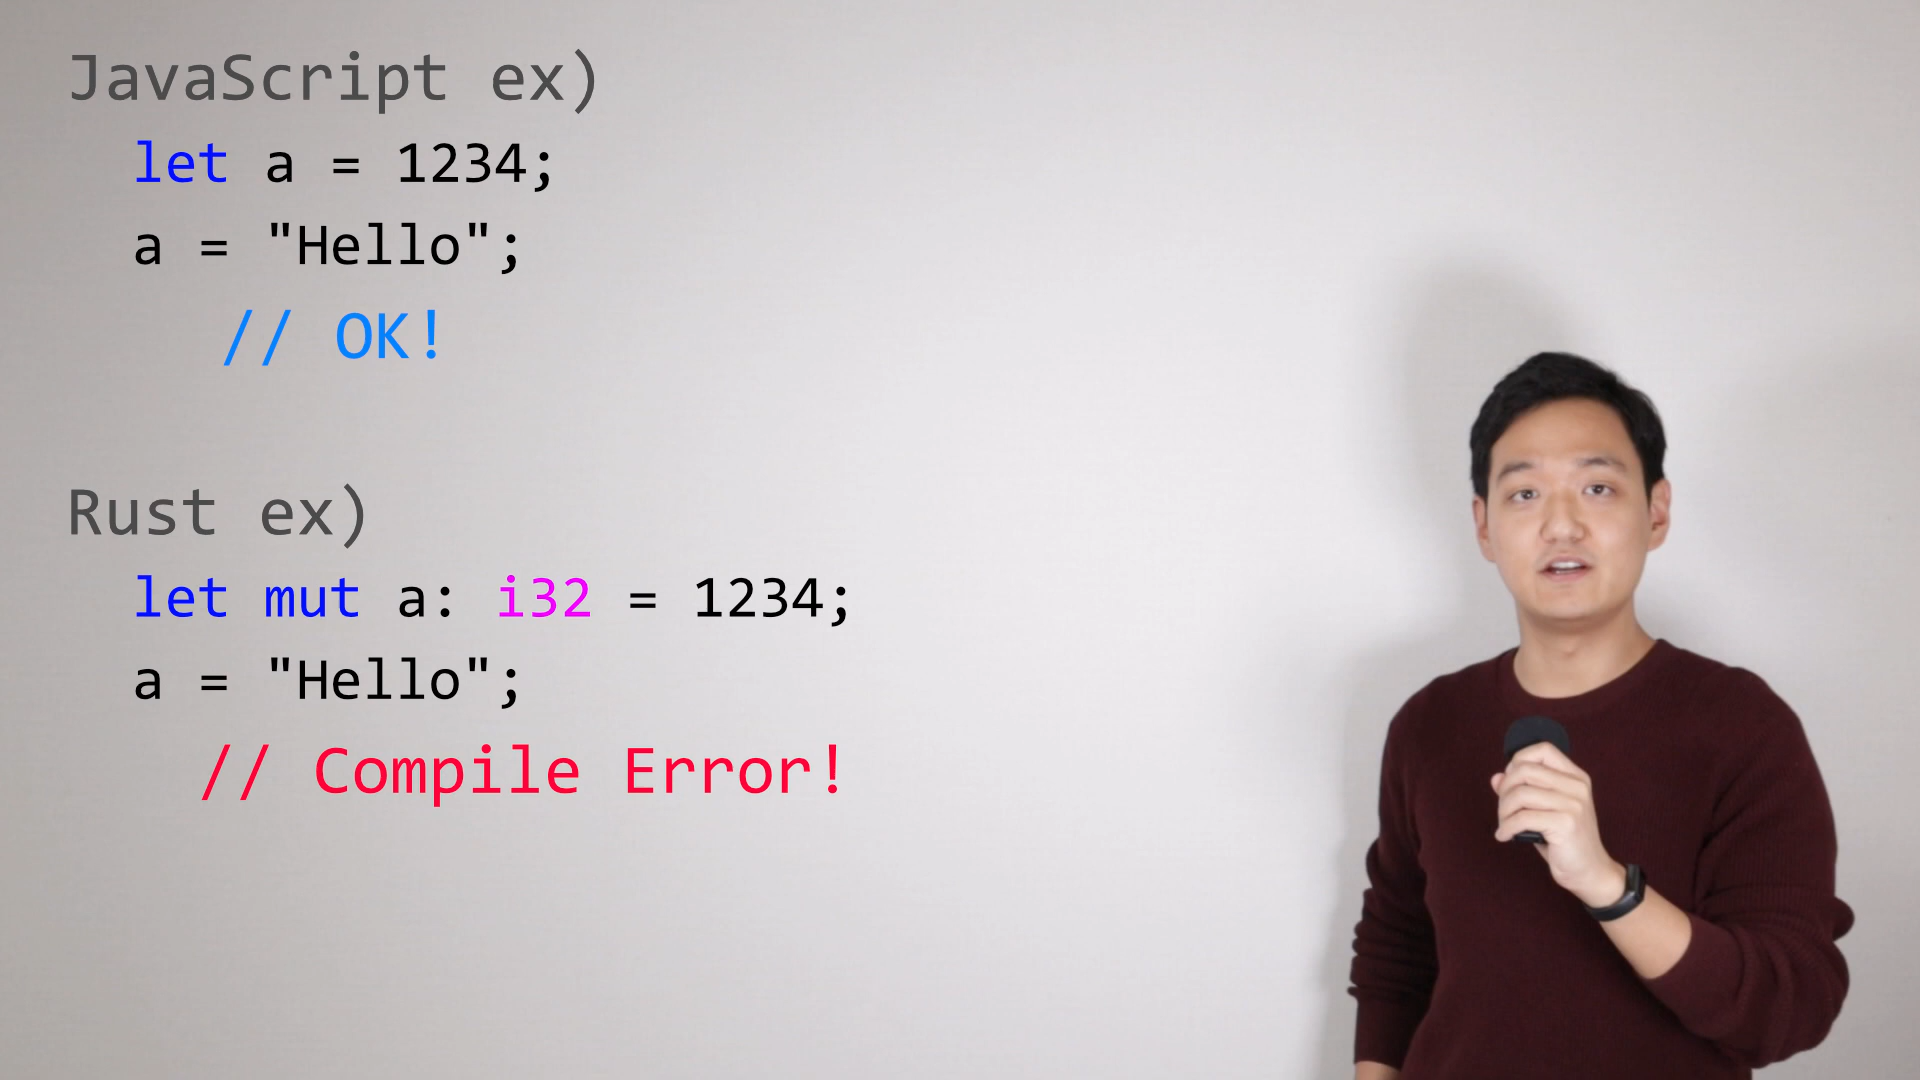 JavaScript ex)
let a = 1234;
a = "Hello";
// OK!
Rust ex)
let mut a: i32 = 1234;
a = "Hello";
// Compile Error!